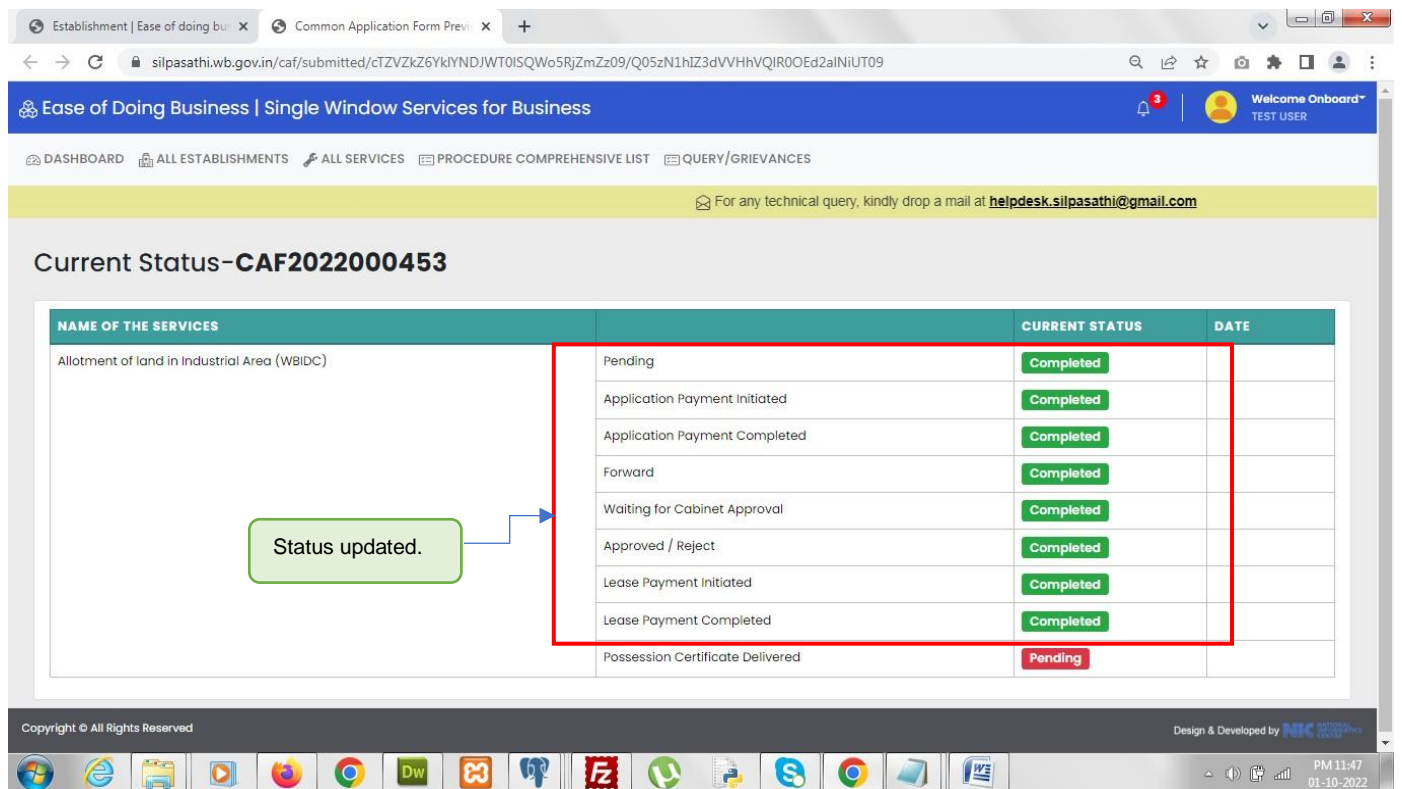 Establishment | Ease of doing bu
Common Application Form Previ
silpasathi.wb.gov.in/caf/submitted/cTZVZkZ6YklYNDJWT0lSQWo5RjZmZz09/Q05zN1hIZ3dVVHhVQlR0OEd2alNiUT09
Ease of Doing Business | Single Window Services for Business
3
Welcome Onboard
TEST USER
DASHBOARD ALL ESTABLISHMENTS ALL SERVICES PROCEDURE COMPREHENSIVE LIST QUERY/GRIEVANCES
For any technical query, kindly drop a mail at helpdesk.silpasathi@gmail.com
Current Status-CAF2022000453
NAME OF THE SERVICES CURRENT STATUS DATE
Allotment of land in Industrial Area (WBIDC) Pending Completed
Application Payment Initiated Completed
Application Payment Completed Completed
Forward Completed
Waiting for Cabinet Approval Completed
Status updated.
Approved / Reject Completed
Lease Payment Initiated Completed
Lease Payment Completed Completed
Possession Certificate Delivered Pending
Copyright © All Rights Reserved
Design & Developed by NIC NATIONAL INFORMATICS CENTRE
Dw
PM 11:47
01-10-2022